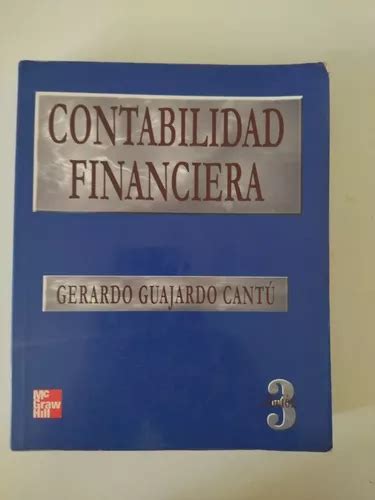 CONTABILIDAD
FINANCIERA
GERARDO GUAJARDO CANTÚ
Mc
Graw
Hill
3